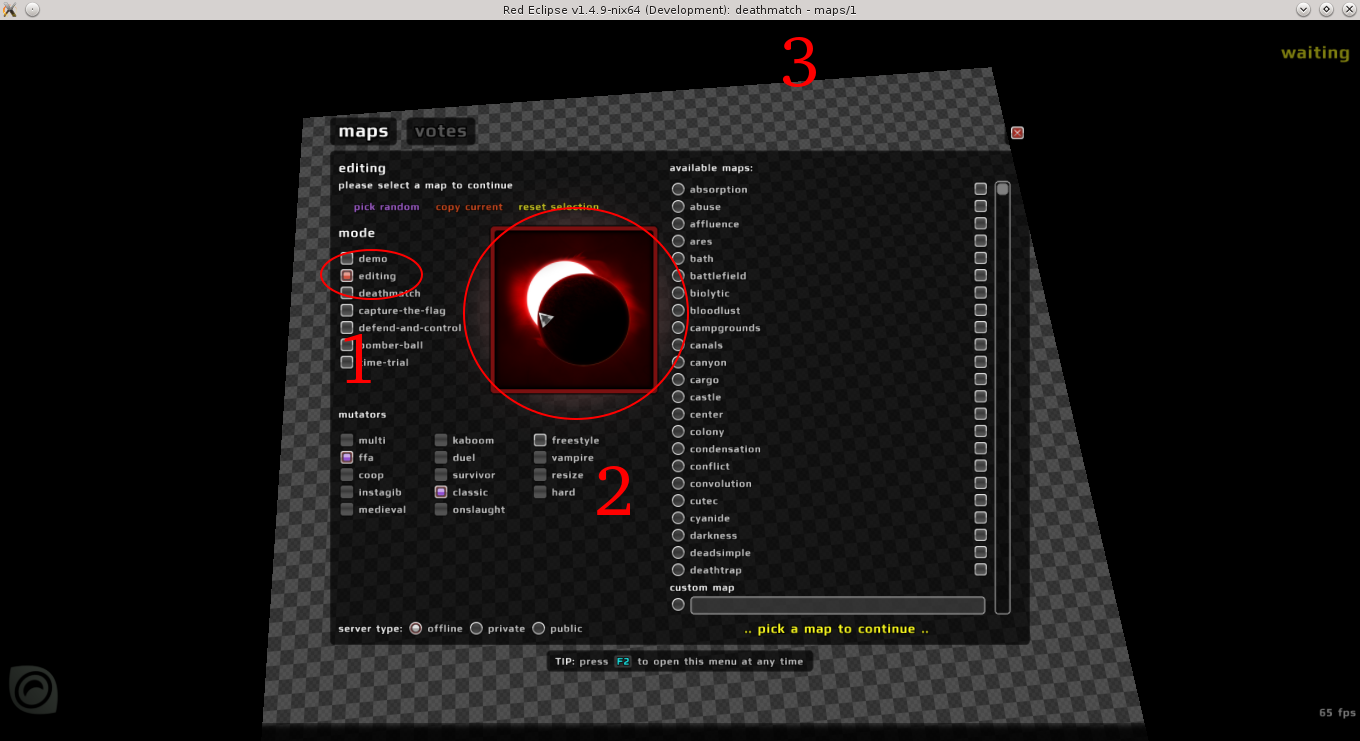 Red Eclipse v1.4.9-nix64 (Development): deathmatch - maps/1
3
waiting
maps votes
editing
please select a map to continue
pick random copy current reset selection
mode
demo
editing
deathmatch
capture-the-flag
defend-and-control
bomber-ball
time-trial
1
mutators
multi kaboom freestyle
ffa duel vampire
coop survivor resize
instagib classic hard
medieval onslaught
2
server type: offline private public
available maps:
absorption
abuse
affluence
ares
bath
battlefield
biolytic
bloodlust
campgrounds
canals
canyon
cargo
castle
center
colony
condensation
conflict
convolution
cutec
cyanide
darkness
deadsimple
deathtrap
custom map
.. pick a map to continue ..
TIP: press F2 to open this menu at any time
65 fps